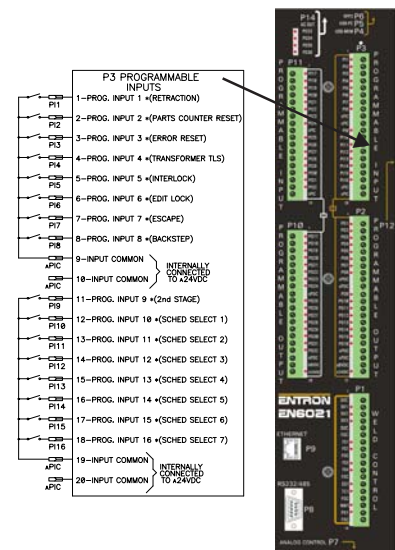 P3 PROGRAMMABLE
INPUTS
PI1 1-PROG. INPUT 1 *(RETRACTION)
PI2 2-PROG. INPUT 2 *(PARTS COUNTER RESET)
PI3 3-PROG. INPUT 3 *(ERROR RESET)
PI4 4-PROG. INPUT 4 *(TRANSFORMER TLS)
PI5 5-PROG. INPUT 5 *(INTERLOCK)
PI6 6-PROG. INPUT 6 *(EDIT LOCK)
PI7 7-PROG. INPUT 7 *(ESCAPE)
PI8 8-PROG. INPUT 8 *(BACKSTEP)
APIC 9-INPUT COMMON
10-INPUT COMMON
INTERNALLY
CONNECTED
TO A24VDC
APIC
PI9 11-PROG. INPUT 9 *(2nd STAGE)
PI10 12-PROG. INPUT 10 *(SCHED SELECT 1)
PI11 13-PROG. INPUT 11 *(SCHED SELECT 2)
PI12 14-PROG. INPUT 12 *(SCHED SELECT 3)
PI13 15-PROG. INPUT 13 *(SCHED SELECT 4)
PI14 16-PROG. INPUT 14 *(SCHED SELECT 5)
PI15 17-PROG. INPUT 15 *(SCHED SELECT 6)
PI16 18-PROG. INPUT 16 *(SCHED SELECT 7)
APIC 19-INPUT COMMON
20-INPUT COMMON
INTERNALLY
CONNECTED
TO A24VDC
APIC
P14
P6
P5
P4
P3
P11
PROGRAMMABLE INPUT
PROGRAMMABLE INPUT
P2
P12
P10
PROGRAMMABLE OUTPUT
PROGRAMMABLE OUTPUT
P1
ENTRON
EN6021
WELD CONTROL
ETHERNET
P9
RS232/485
P8
ANALOG CONTROL P7